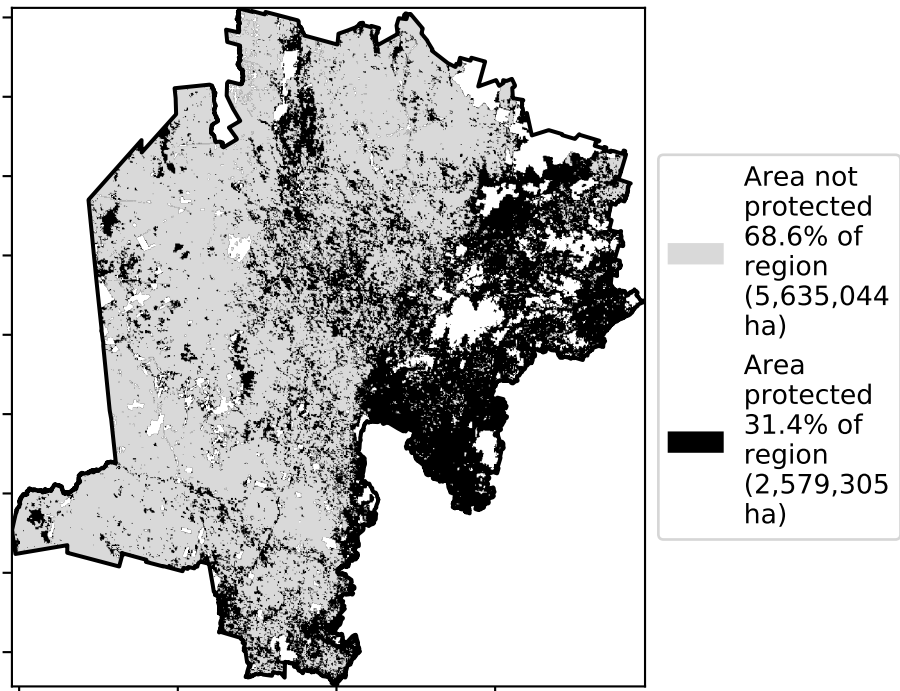 Area not
protected
68.6% of
region
(5,635,044
ha)
Area
protected
31.4% of
region
(2,579,305
ha)